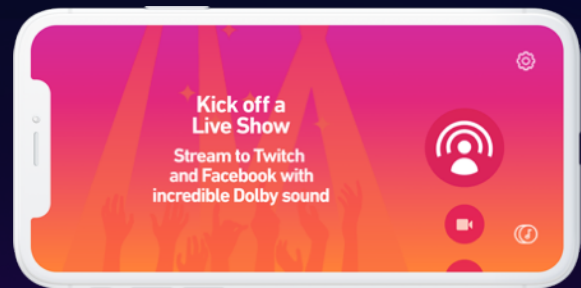 Kick off a
Live Show
Stream to Twitch
and Facebook with
incredible Dolby sound